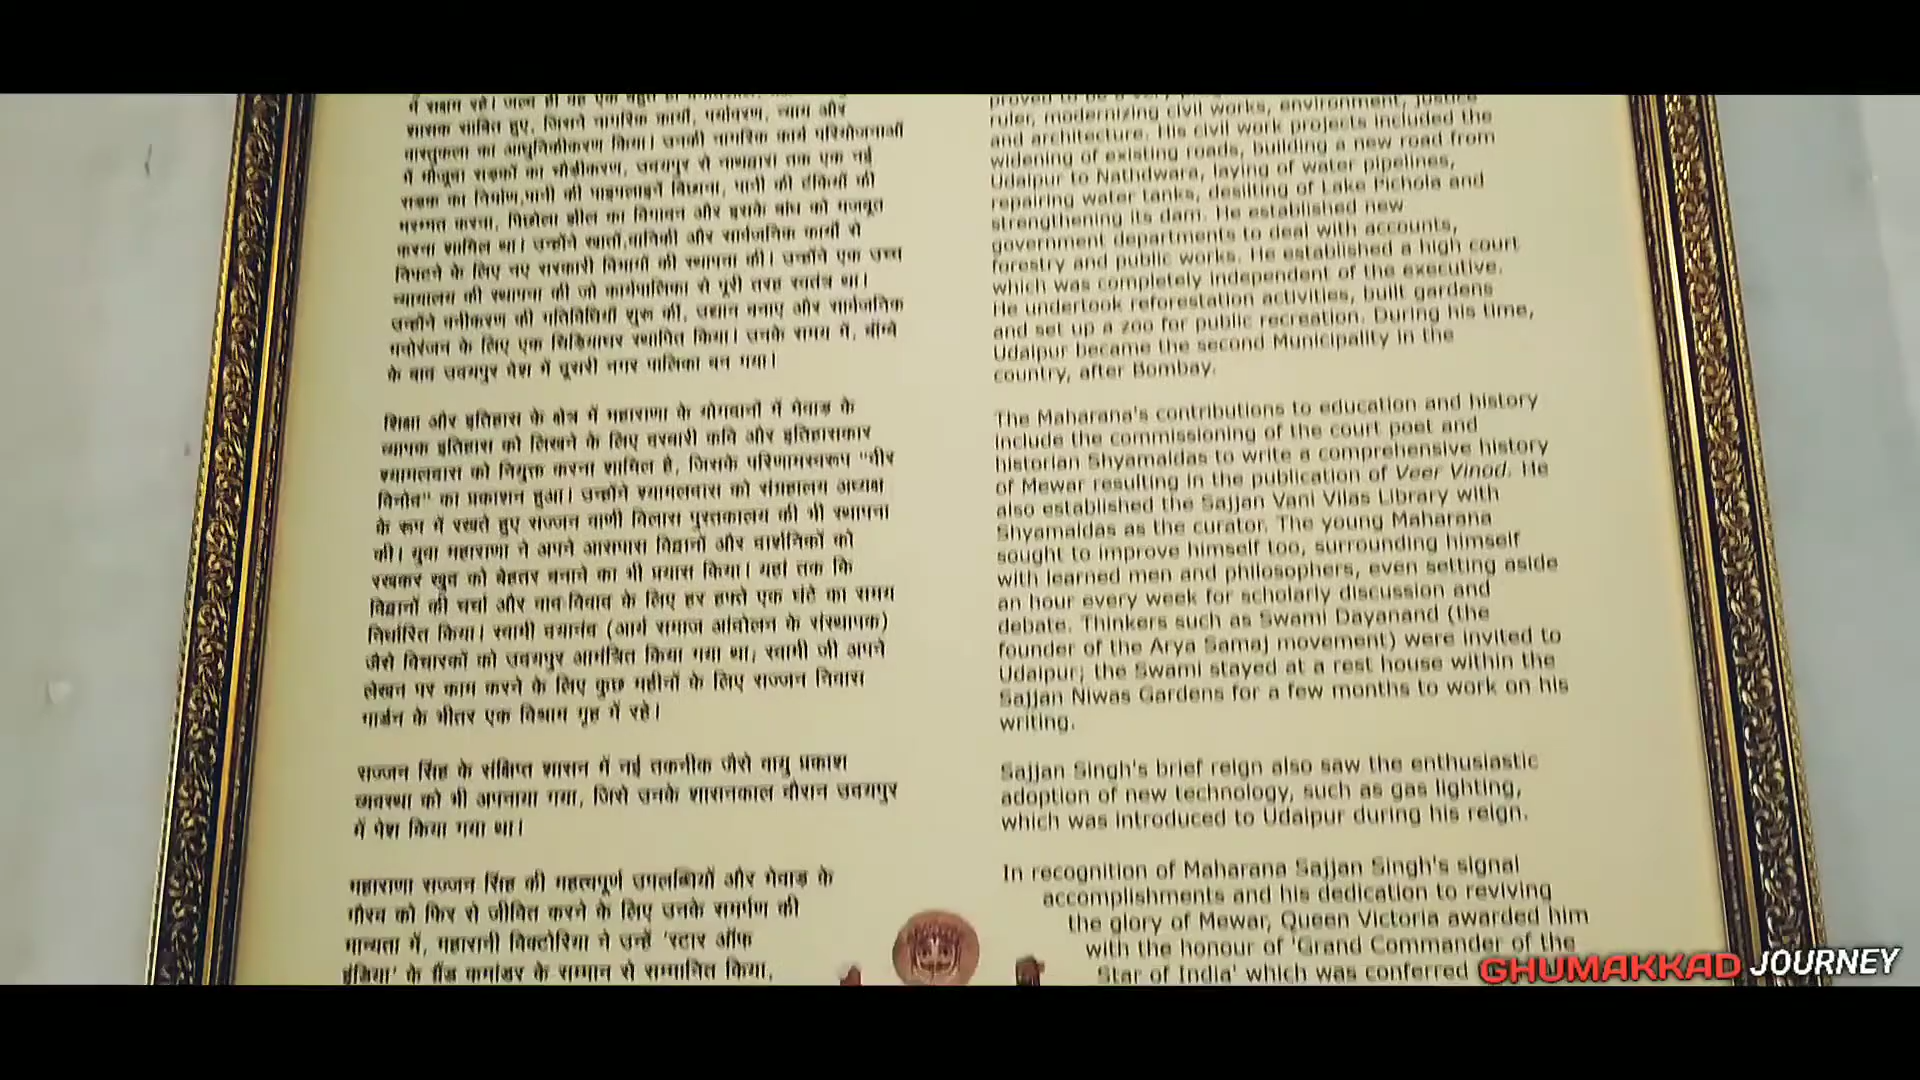 शासक साबित हुए, जिसने नागरिक कार्यों, पर्यावरण, न्याय और
वास्तुकला का आधुनिकीकरण किया। उनकी नागरिक कार्य परियोजनाओं
में मौजूदा सड़कों का चौड़ीकरण, उदयपुर से नाथद्वारा तक एक नई
सड़क का निर्माण,पानी की पाइपलाइनें बिछाना, पानी की टंकियों की
मरम्मत करना, पिछोला झील का विगादन और इसके बांध को मजबूत
करना शामिल था। उन्होंने खातों,वानिकी और सार्वजनिक कार्यों से
निपटने के लिए नए सरकारी विभागों की स्थापना की। उन्होंने एक उच्च
न्यायालय की स्थापना की जो कार्यपालिका से पूरी तरह स्वतंत्र था।
उन्होंने वनीकरण की गतिविधियाँ शुरू कीं, उद्यान बनाए और सार्वजनिक
मनोरंजन के लिए एक चिड़ियाघर स्थापित किया। उनके समय में, बॉम्बे
के बाद उदयपुर देश में दूसरी नगर पालिका बन गया।
शिक्षा और इतिहास के क्षेत्र में महाराणा के योगदानों में मेवाड़ के
व्यापक इतिहास को लिखने के लिए दरबारी कवि और इतिहासकार
श्यामलदास को नियुक्त करना शामिल है, जिसके परिणामस्वरूप "वीर
विनोद" का प्रकाशन हुआ। उन्होंने श्यामलदास को संग्रहालय अध्यक्ष
के रूप में रखते हुए सज्जन वाणी विलास पुस्तकालय की भी स्थापना
की। युवा महाराणा ने अपने आसपास विद्वानों और दार्शनिकों को
रखकर खुद को बेहतर बनाने का भी प्रयास किया। यहां तक कि
विद्वानों की चर्चा और वाद विवाद के लिए हर हफ्ते एक घंटे का समय
निर्धारित किया। स्वामी दयानंद (आर्य समाज आंदोलन के संस्थापक)
जैसे विचारकों को उदयपुर आमंत्रित किया गया था; स्वामी जी अपने
लेखन पर काम करने के लिए कुछ महीनों के लिए सज्जन निवास
गार्डन के भीतर एक विश्राम गृह में रहे।
सज्जन सिंह के संक्षिप्त शासन में नई तकनीक जैसे वायु प्रकाश
व्यवस्था को भी अपनाया गया, जिसे उनके शासनकाल दौरान उदयपुर
में पेश किया गया था।
महाराणा सज्जन सिंह की महत्वपूर्ण उपलब्धियों और मेवाड़ के
गौरव को फिर से जीवित करने के लिए उनके समर्पण की
मान्यता में, महारानी विक्टोरिया ने उन्हें 'स्टार ऑफ
इंडिया' के ग्रैंड कमांडर के सम्मान से सम्मानित किया,
ruler, modernizing civil works, environment, justice
and architecture. His civil work projects included the
widening of existing roads, building a new road from
Udaipur to Nathdwara, laying of water pipelines,
repairing water tanks, desilting of Lake Pichola and
strengthening its dam. He established new
government departments to deal with accounts,
forestry and public works. He established a high court
which was completely independent of the executive.
He undertook reforestation activities, built gardens
and set up a zoo for public recreation. During his time,
Udaipur became the second Municipality in the
country, after Bombay.
The Maharana's contributions to education and history
include the commissioning of the court poet and
historian Shyamaldas to write a comprehensive history
of Mewar resulting in the publication of Veer Vinod. He
also established the Sajjan Vani Vilas Library with
Shyamaldas as the curator. The young Maharana
sought to improve himself too, surrounding himself
with learned men and philosophers, even setting aside
an hour every week for scholarly discussion and
debate. Thinkers such as Swami Dayanand (the
founder of the Arya Samaj movement) were invited to
Udaipur; the Swami stayed at a rest house within the
Sajjan Niwas Gardens for a few months to work on his
writing.
Sajjan Singh's brief reign also saw the enthusiastic
adoption of new technology, such as gas lighting,
which was introduced to Udaipur during his reign.
In recognition of Maharana Sajjan Singh's signal
accomplishments and his dedication to reviving
the glory of Mewar, Queen Victoria awarded him
with the honour of 'Grand Commander of the
Star of India' which was conferred
GHUMAKKAD JOURNEY